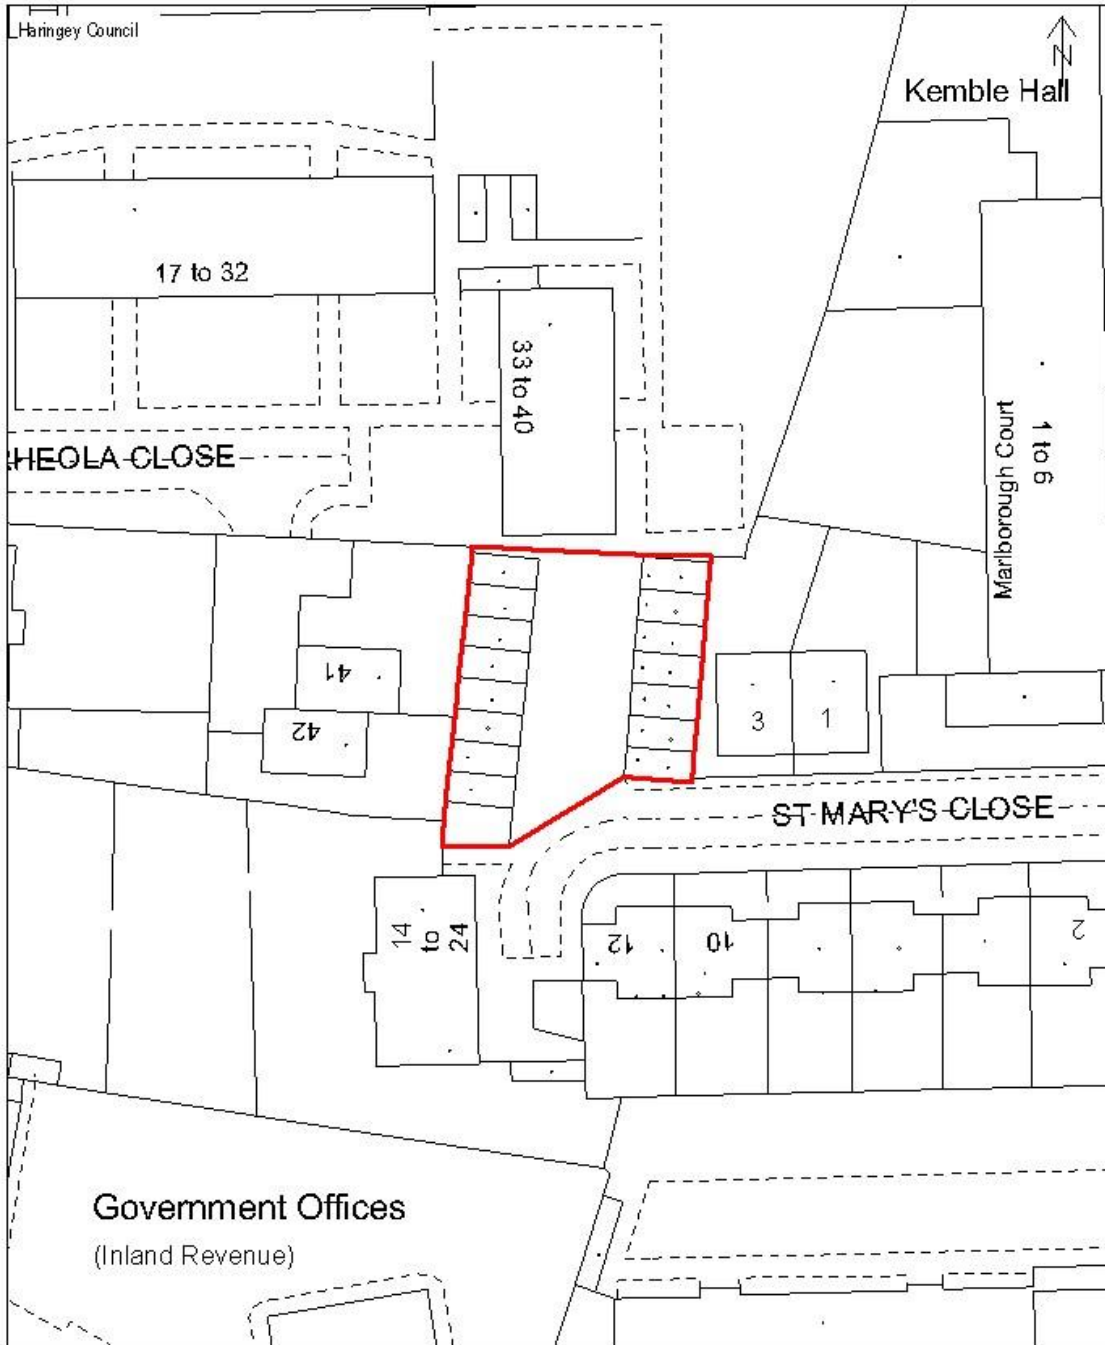 Haringey Council
N
Kemble Hall
17 to 32
33 to 40
Marlborough Court
1 to 6
HEOLA CLOSE
41
42
3
1
ST MARY'S CLOSE
14
to
24
12
10
2
Government Offices
(Inland Revenue)